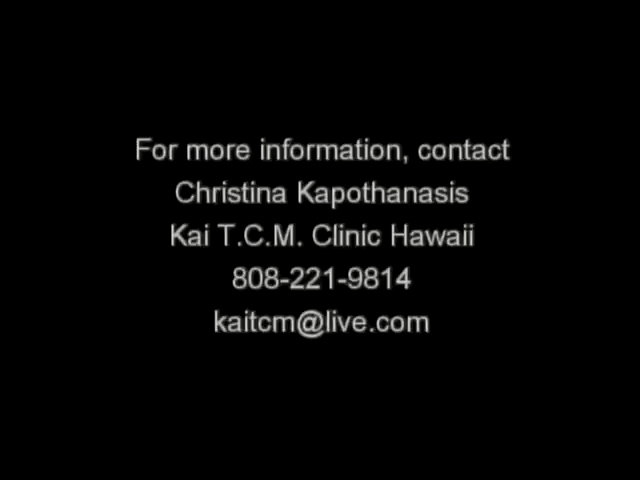 For more information, contact
Christina Kapothanasis
Kai T.C.M. Clinic Hawaii
808-221-9814
kaitcm@live.com